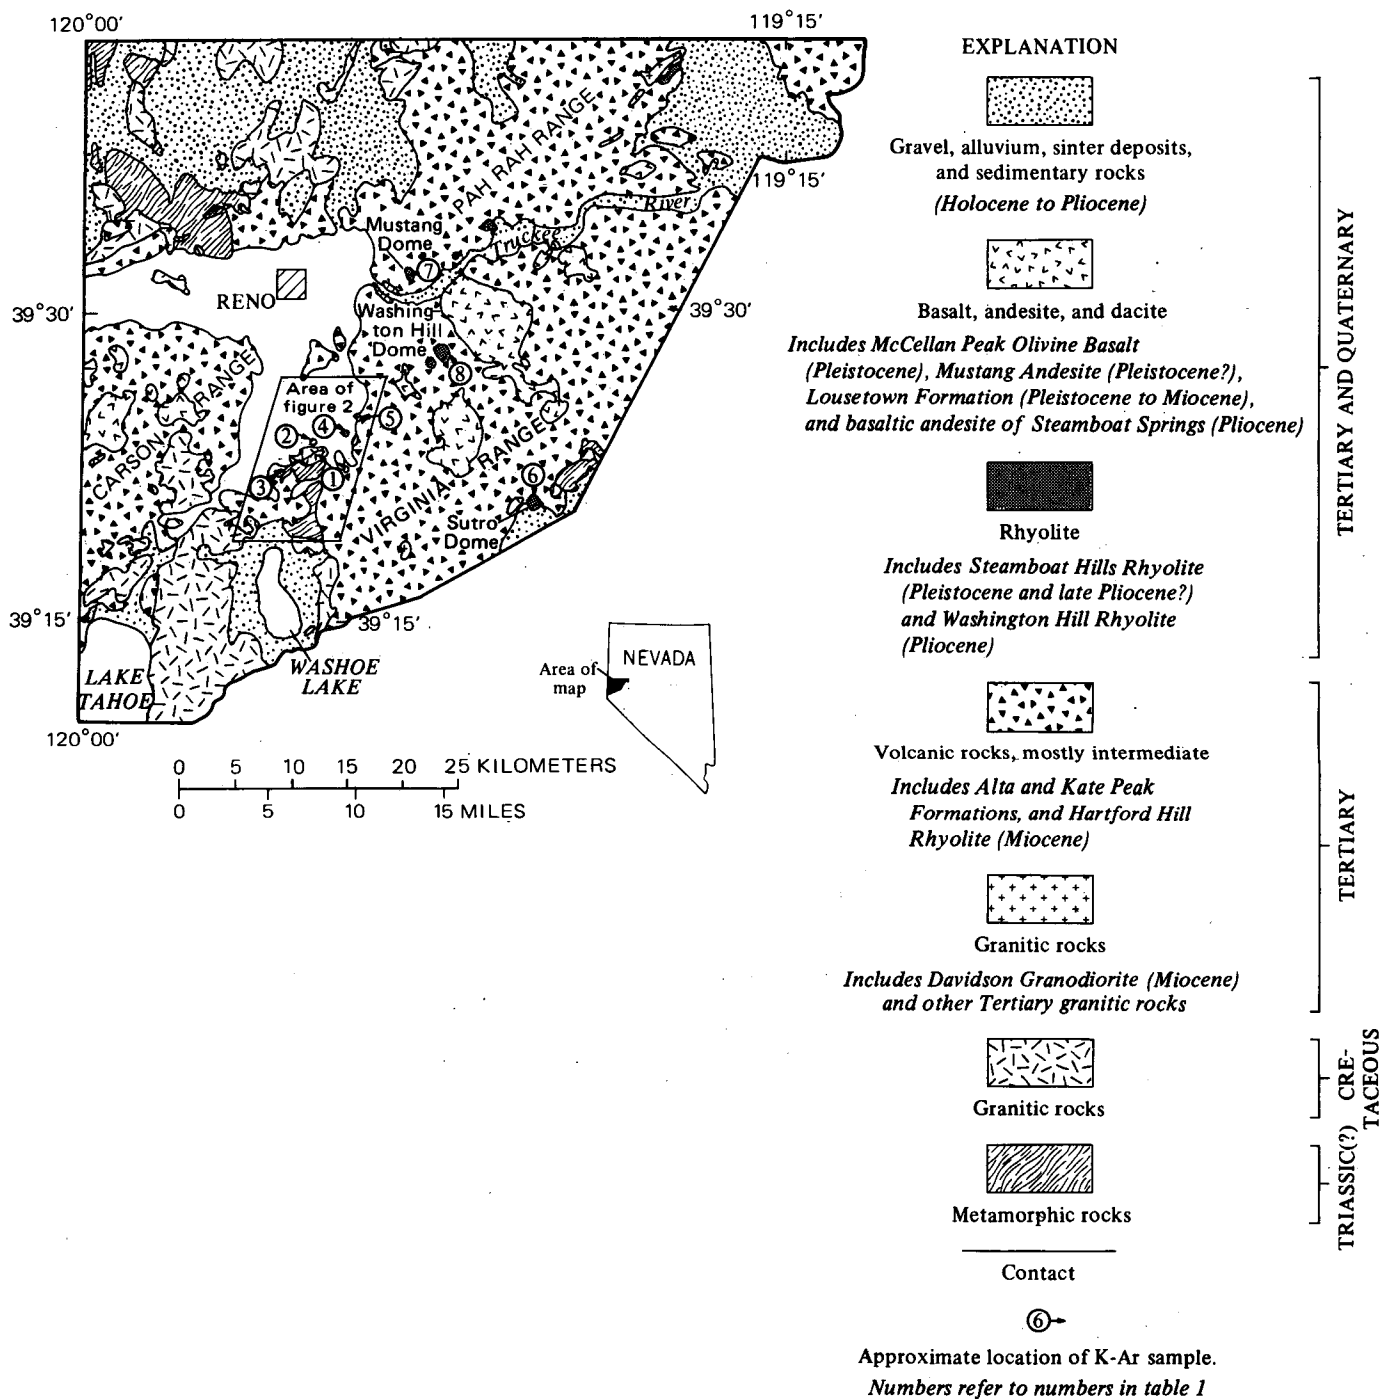 120°00'
119°15'
PAH RAH RANGE
119°15'
River
Truckee
Mustang
Dome
7
RENO
39°30'
39°30'
Washing-
ton Hill
Dome
8
CARSON RANGE
Area of
figure 2
5
4
2
3
1
VIRGINIA RANGE
6
Sutro
Dome
39°15'
39°15'
WASHOE
LAKE
LAKE
TAHOE
120°00'
NEVADA
Area of
map
0 5 10 15 20 25 KILOMETERS
0 5 10 15 MILES
EXPLANATION
Gravel, alluvium, sinter deposits,
and sedimentary rocks
(Holocene to Pliocene)
Basalt, andesite, and dacite
Includes McCellan Peak Olivine Basalt
(Pleistocene), Mustang Andesite (Pleistocene?),
Lousetown Formation (Pleistocene to Miocene),
and basaltic andesite of Steamboat Springs (Pliocene)
Rhyolite
Includes Steamboat Hills Rhyolite
(Pleistocene and late Pliocene?)
and Washington Hill Rhyolite
(Pliocene)
TERTIARY AND QUATERNARY
Volcanic rocks, mostly intermediate
Includes Alta and Kate Peak
Formations, and Hartford Hill
Rhyolite (Miocene)
Granitic rocks
Includes Davidson Granodiorite (Miocene)
and other Tertiary granitic rocks
TERTIARY
Granitic rocks
CRE-
TACEOUS
Metamorphic rocks
TRIASSIC(?)
Contact
6
Approximate location of K-Ar sample.
Numbers refer to numbers in table 1